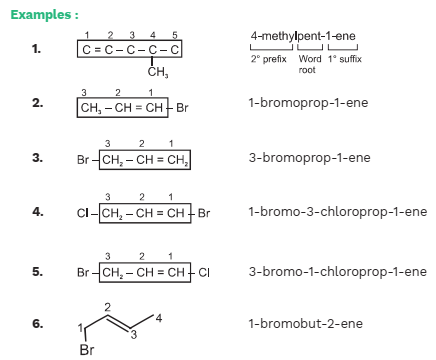 Examples :
1 2 3 4 5
1. C = C – C – C – C 4-methylpent-1-ene
CH₃ 2° prefix Word root 1° suffix
3 2 1
2. CH₃ – CH = CH – Br 1-bromoprop-1-ene
3 2 1
3. Br – CH₂ – CH = CH₂ 3-bromoprop-1-ene
3 2 1
4. Cl – CH₂ – CH = CH – Br 1-bromo-3-chloroprop-1-ene
3 2 1
5. Br – CH₂ – CH = CH – Cl 3-bromo-1-chloroprop-1-ene
6. 1 2 3 4 1-bromobut-2-ene
Br